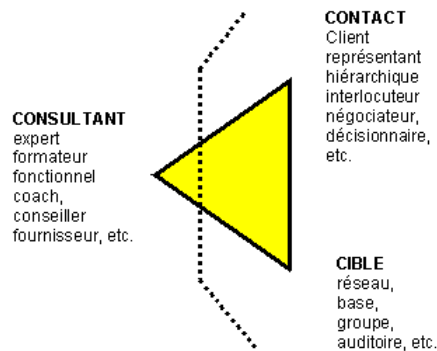 CONTACT
Client
représentant
hiérarchique
interlocuteur
négociateur,
décisionnaire,
etc.
CONSULTANT
expert
formateur
fonctionnel
coach,
conseiller
fournisseur, etc.
CIBLE
réseau,
base,
groupe,
auditoire, etc.